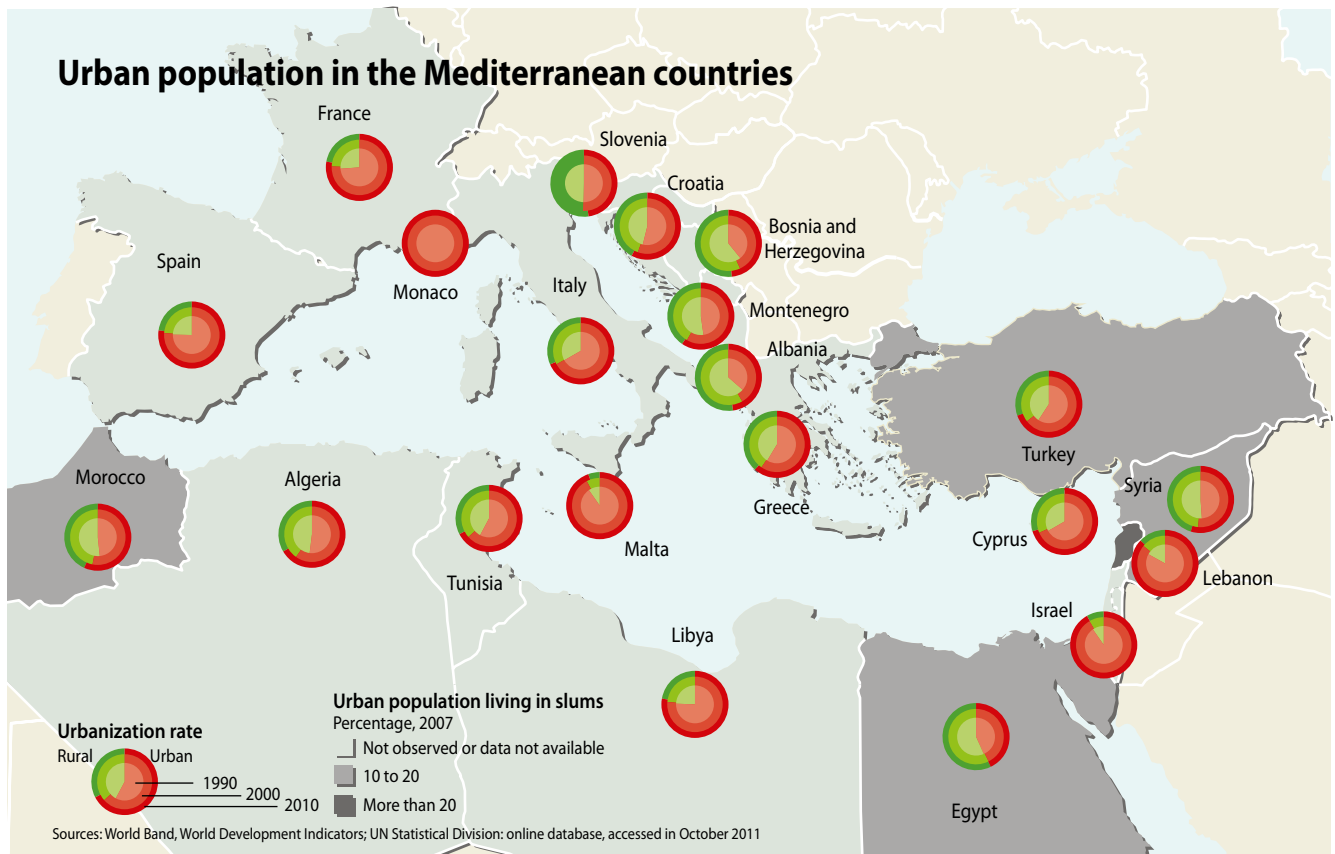 Urban population in the Mediterranean countries
France
Slovenia
Croatia
Bosnia and
Herzegovina
Spain
Monaco
Italy
Montenegro
Albania
Morocco
Algeria
Turkey
Syria
Greece
Cyprus
Malta
Tunisia
Lebanon
Israel
Libya
Egypt
Urbanization rate
Rural
Urban
1990
2000
2010
Urban population living in slums
Percentage, 2007
Not observed or data not available
10 to 20
More than 20
Sources: World Band, World Development Indicators; UN Statistical Division: online database, accessed in October 2011